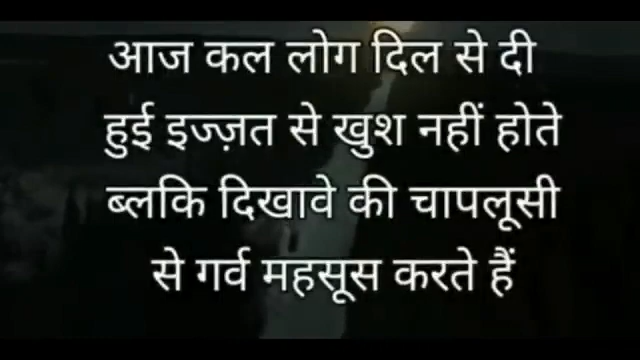 आज कल लोग दिल से दी
हुई इज्ज़त से खुश नहीं होते
ब्लकि दिखावे की चापलूसी
से गर्व महसूस करते हैं